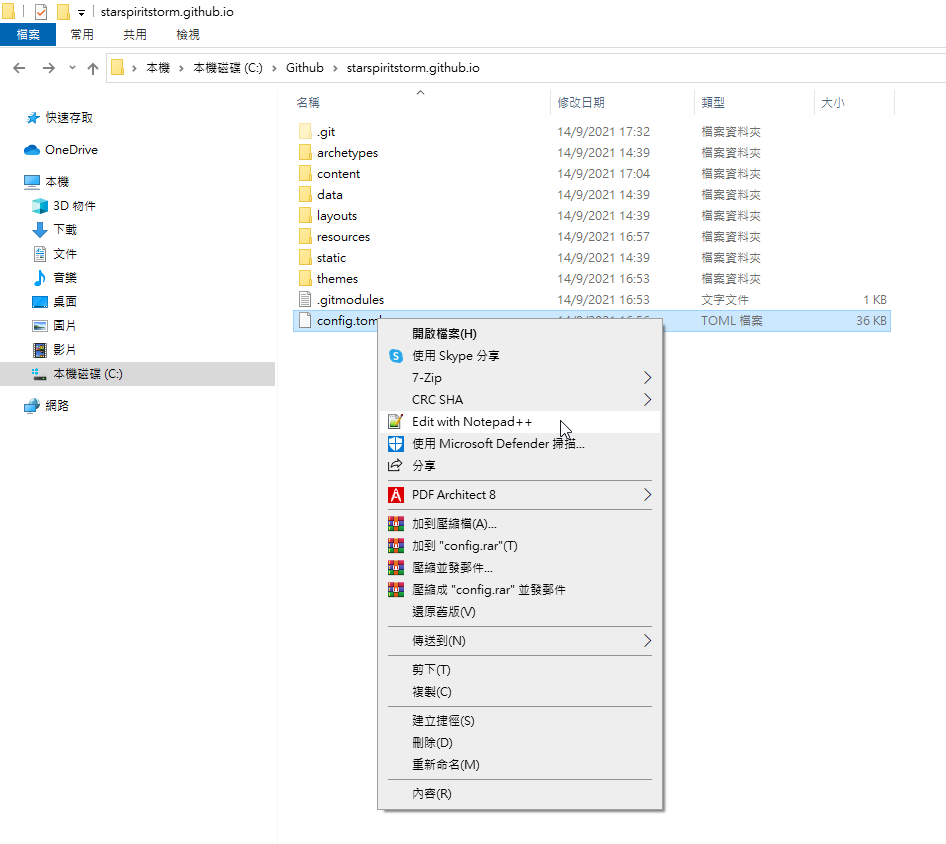 starspiritstorm.github.io
檔案 常用 共用 檢視
本機 本機磁碟 (C:) Github starspiritstorm.github.io
快速存取
OneDrive
本機
3D 物件
下載
文件
音樂
桌面
圖片
影片
本機磁碟 (C:)
網路
名稱 修改日期 類型 大小
.git 14/9/2021 17:32 檔案資料夾
archetypes 14/9/2021 14:39 檔案資料夾
content 14/9/2021 17:04 檔案資料夾
data 14/9/2021 14:39 檔案資料夾
layouts 14/9/2021 14:39 檔案資料夾
resources 14/9/2021 16:57 檔案資料夾
static 14/9/2021 14:39 檔案資料夾
themes 14/9/2021 16:53 檔案資料夾
.gitmodules 14/9/2021 16:53 文字文件 1 KB
config.toml TOML 檔案 36 KB
開啟檔案(H)
使用 Skype 分享
7-Zip
CRC SHA
Edit with Notepad++
使用 Microsoft Defender 掃描...
分享
PDF Architect 8
加到壓縮檔(A)...
加到 "config.rar"(T)
壓縮並發郵件...
壓縮成 "config.rar" 並發郵件
還原舊版(V)
傳送到(N)
剪下(T)
複製(C)
建立捷徑(S)
刪除(D)
重新命名(M)
內容(R)